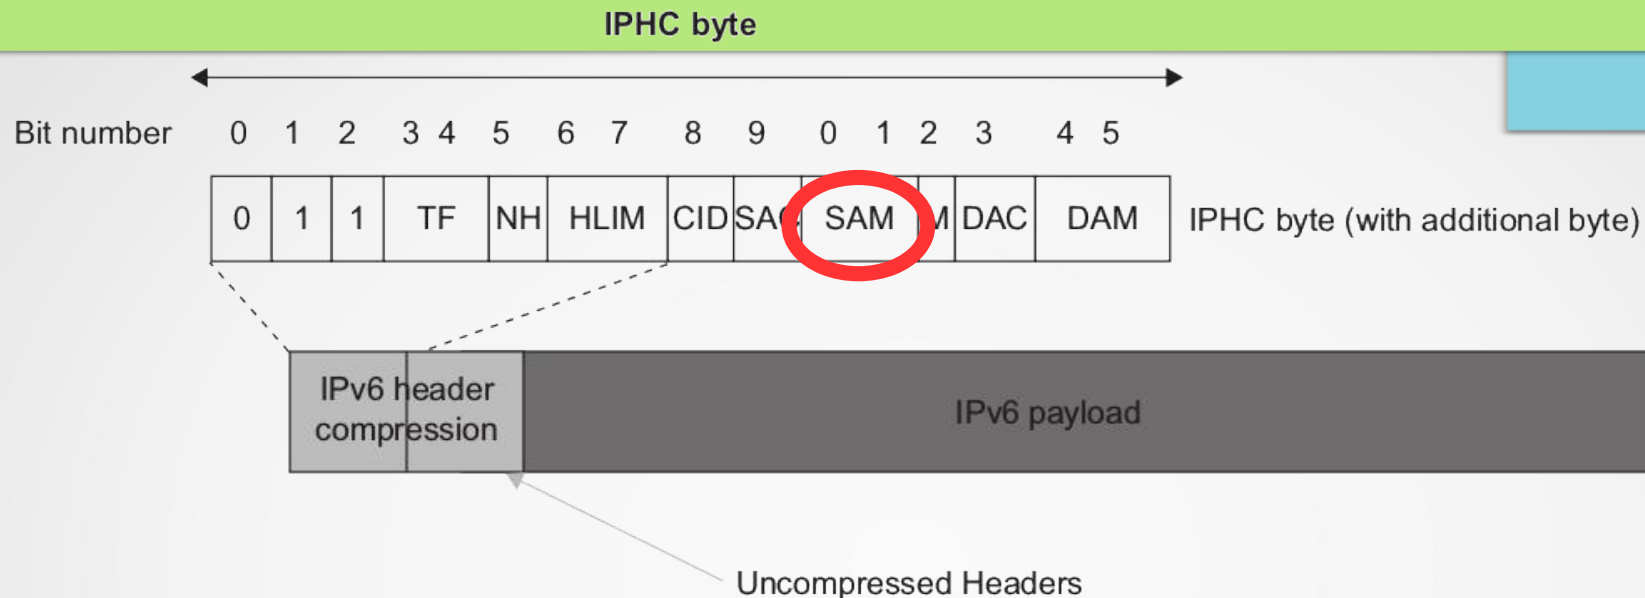 IPHC byte
Bit number 0 1 2 3 4 5 6 7 8 9 0 1 2 3 4 5
0 1 1 TF NH HLIM CID SAC SAM M DAC DAM IPHC byte (with additional byte)
IPv6 header
compression
IPv6 payload
Uncompressed Headers